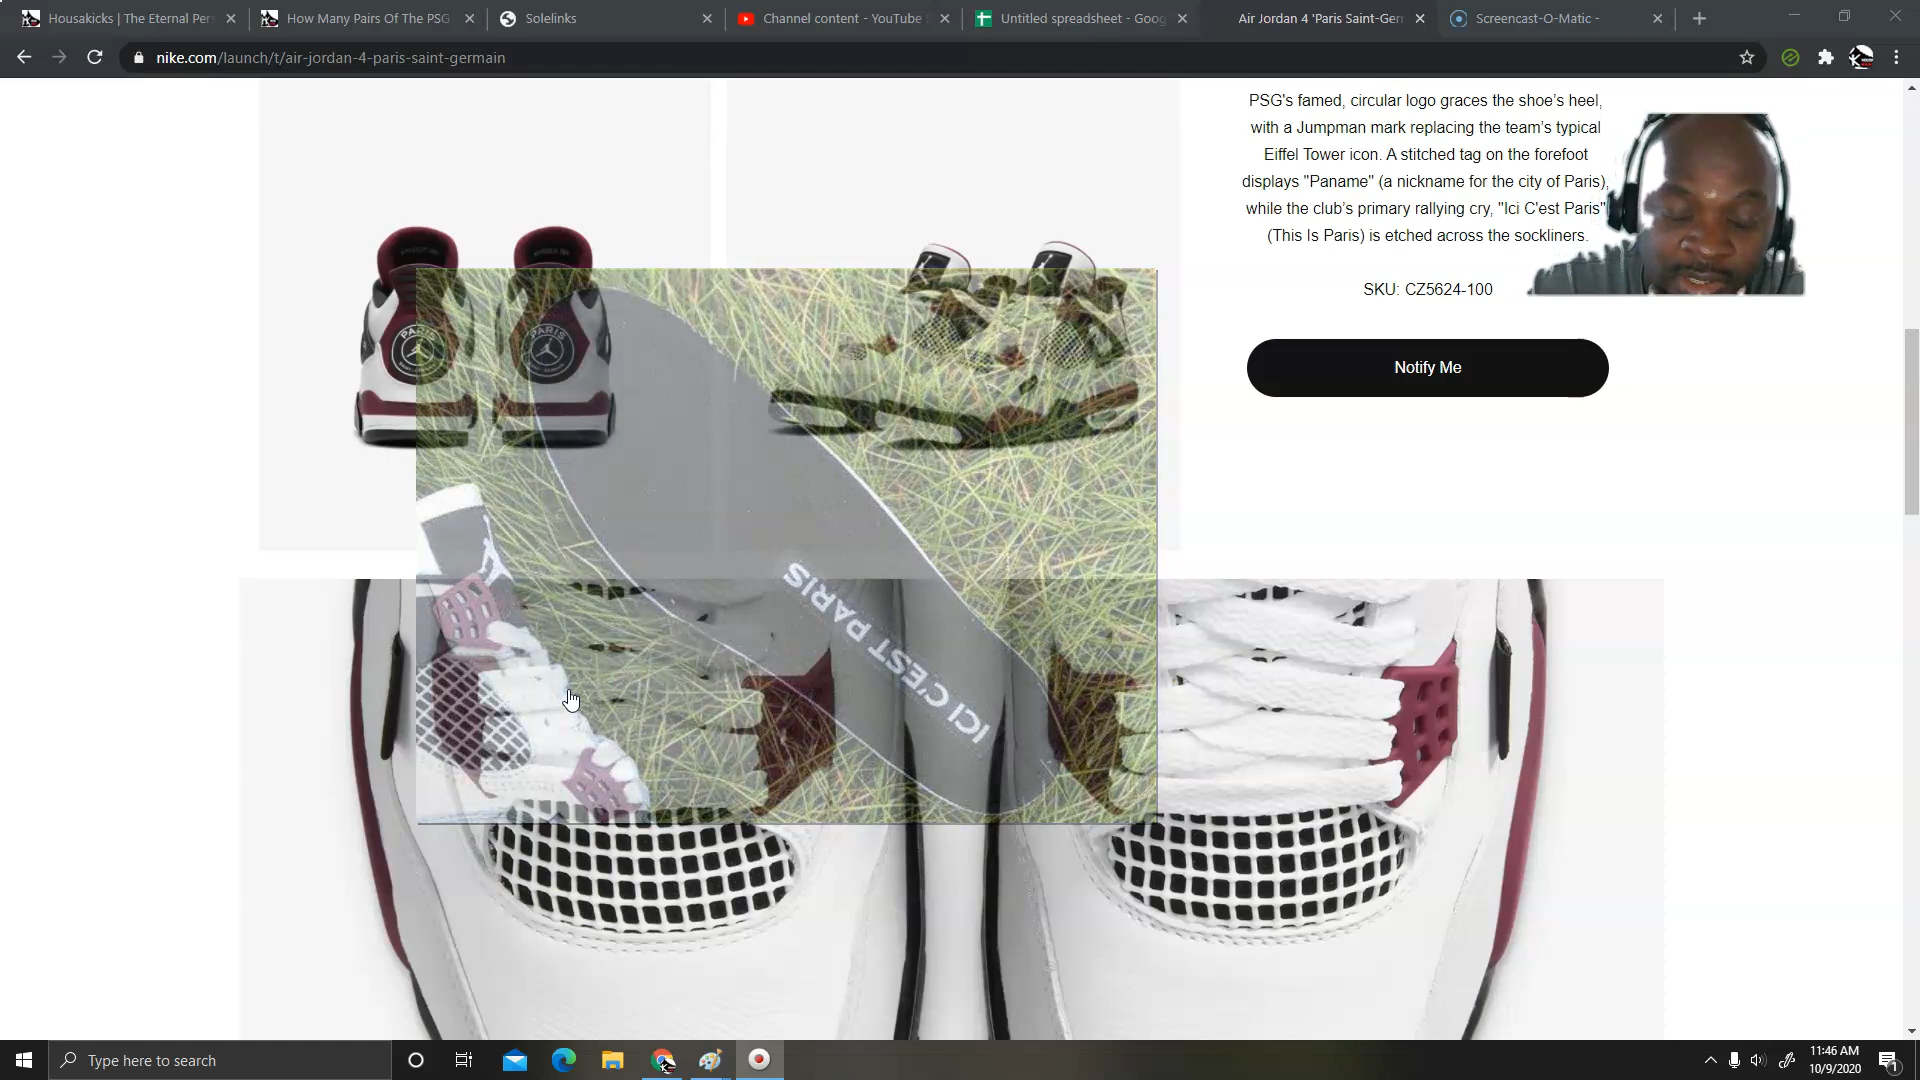 Housakicks | The Eternal Pers
How Many Pairs Of The PSG
Solelinks
Channel content - YouTube S
Untitled spreadsheet - Goog
Air Jordan 4 'Paris Saint-Ger
Screencast-O-Matic -
nike.com/launch/t/air-jordan-4-paris-saint-germain
PSG's famed, circular logo graces the shoe's heel,
with a Jumpman mark replacing the team's typical
Eiffel Tower icon. A stitched tag on the forefoot
displays "Paname" (a nickname for the city of Paris),
while the club's primary rallying cry, "Ici C'est Paris"
(This Is Paris) is etched across the sockliners.
SKU: CZ5624-100
Notify Me
PARIS
PARIS
ICI C'EST PARIS
Type here to search
11:46 AM
10/9/2020
1